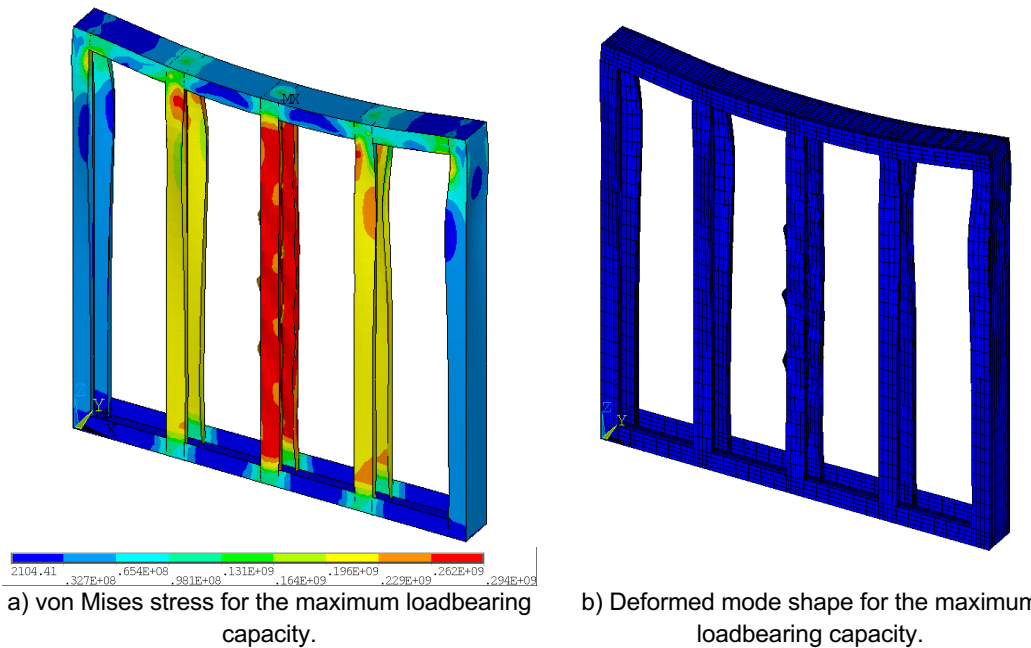 MX
Z
Y
Z
Y
2104.41 .654E+08 .131E+09 .196E+09 .262E+09
.327E+08 .981E+08 .164E+09 .229E+09 .294E+09
a) von Mises stress for the maximum loadbearing
capacity.
b) Deformed mode shape for the maximum
loadbearing capacity.